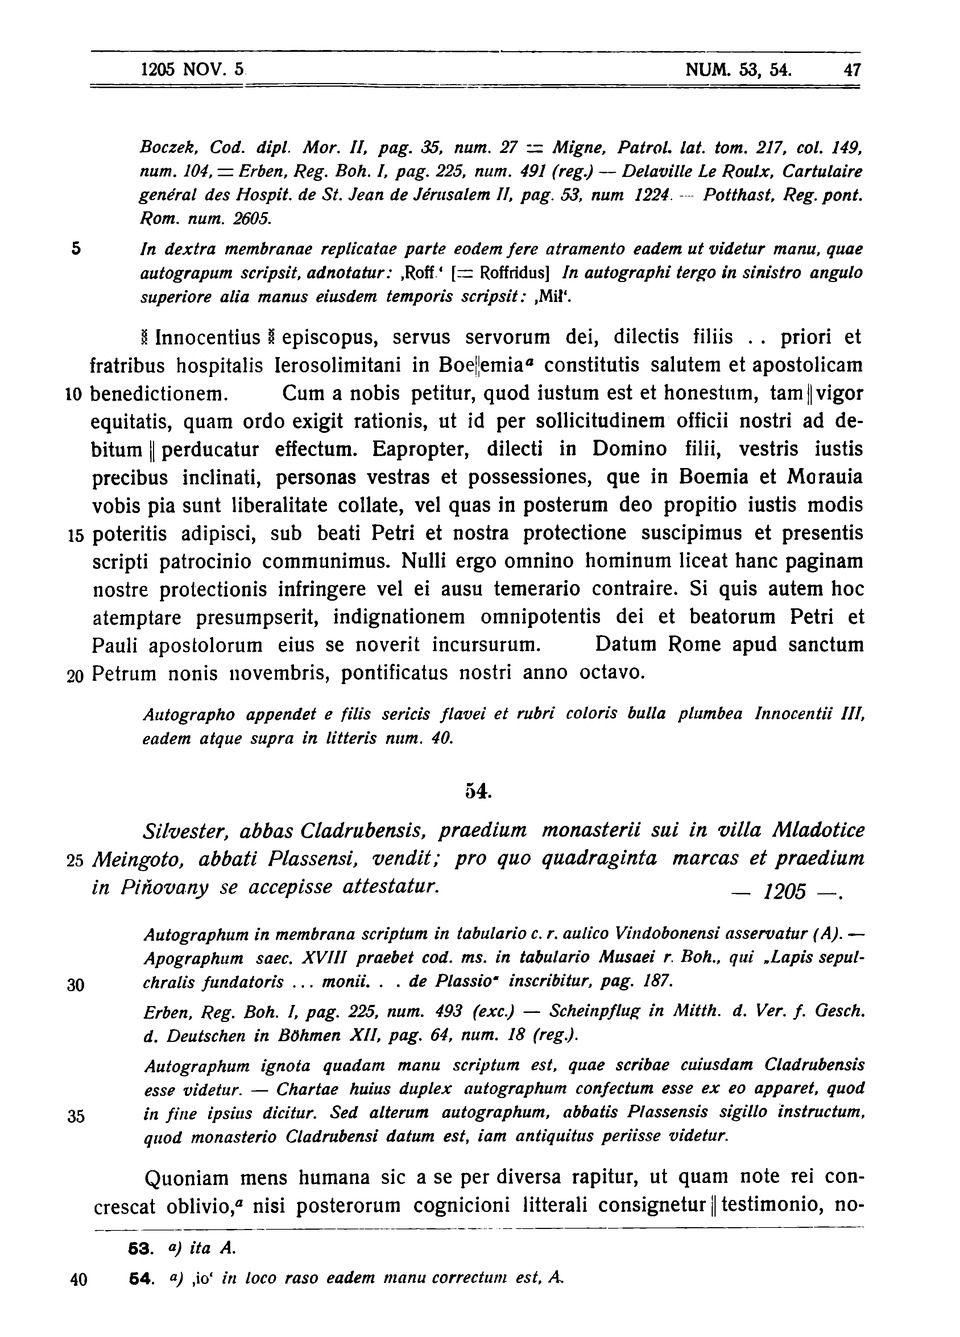 1205 NOV. 5 NUM. 53, 54. 47
Boczek, Cod. dipl. Mor. II, pag. 35, num. 27 = Migne, Patrol. lat. tom. 217, col. 149,
num. 104, = Erben, Reg. Boh. I, pag. 225, num. 491 (reg.) — Delaville Le Roulx, Cartulaire
genéral des Hospit. de St. Jean de Jérusalem II, pag. 53, num 1224. — Potthast, Reg. pont.
Rom. num. 2605.
5 In dextra membranae replicatae parte eodem fere atramento eadem ut videtur manu, quae
autograpum scripsit, adnotatur: ‚Roff.‘ [= Roffridus] In autographi tergo in sinistro angulo
superiore alia manus eiusdem temporis scripsit: ‚Mil‘.
Innocentius episcopus, servus servorum dei, dilectis filiis . . priori et
fratribus hospitalis Ierosolimitani in Boe||emiaᵃ constitutis salutem et apostolicam
10 benedictionem. Cum a nobis petitur, quod iustum est et honestum, tam || vigor
equitatis, quam ordo exigit rationis, ut id per sollicitudinem officii nostri ad de-
bitum || perducatur effectum. Eapropter, dilecti in Domino filii, vestris iustis
precibus inclinati, personas vestras et possessiones, que in Boemia et Morauia
vobis pia sunt liberalitate collate, vel quas in posterum deo propitio iustis modis
15 poteritis adipisci, sub beati Petri et nostra protectione suscipimus et presentis
scripti patrocinio communimus. Nulli ergo omnino hominum liceat hanc paginam
nostre protectionis infringere vel ei ausu temerario contraire. Si quis autem hoc
atemptare presumpserit, indignationem omnipotentis dei et beatorum Petri et
Pauli apostolorum eius se noverit incursurum. Datum Rome apud sanctum
20 Petrum nonis novembris, pontificatus nostri anno octavo.
Autographo appendet e filis sericis flavei et rubri coloris bulla plumbea Innocentii III,
eadem atque supra in litteris num. 40.
54.
Silvester, abbas Cladrubensis, praedium monasterii sui in villa Mladotice
25 Meingoto, abbati Plassensi, vendit; pro quo quadraginta marcas et praedium
in Piňovany se accepisse attestatur. — 1205 —.
Autographum in membrana scriptum in tabulario c. r. aulico Vindobonensi asservatur (A). —
Apographum saec. XVIII praebet cod. ms. in tabulario Musaei r. Boh., qui „Lapis sepul-
30 chralis fundatoris ... monii. . . de Plassio“ inscribitur, pag. 187.
Erben, Reg. Boh. I, pag. 225, num. 493 (exc.) — Scheinpflug in Mitth. d. Ver. f. Gesch.
d. Deutschen in Böhmen XII, pag. 64, num. 18 (reg.).
Autographum ignota quadam manu scriptum est, quae scribae cuiusdam Cladrubensis
esse videtur. — Chartae huius duplex autographum confectum esse ex eo apparet, quod
35 in fine ipsius dicitur. Sed alterum autographum, abbatis Plassensis sigillo instructum,
quod monasterio Cladrubensi datum est, iam antiquitus periisse videtur.
Quoniam mens humana sic a se per diversa rapitur, ut quam note rei con-
crescat oblivio,ᵃ nisi posterorum cognicioni litterali consignetur || testimonio, no-
53. ᵃ) ita A.
40 54. ᵃ) ‚io‘ in loco raso eadem manu correctum est, A.